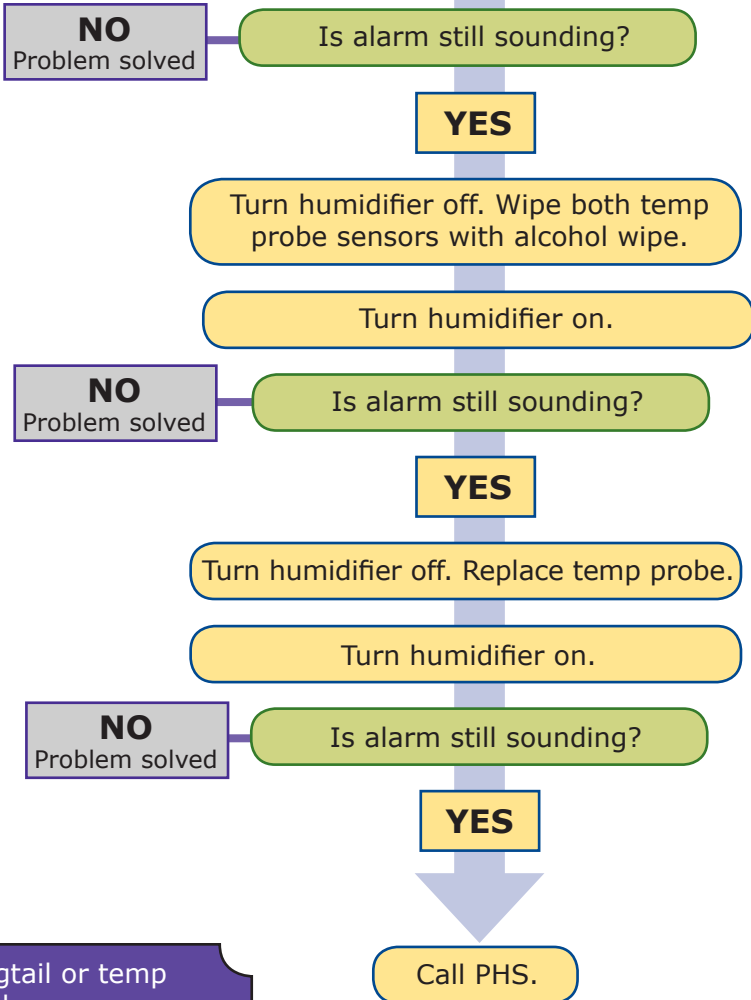 NO
Problem solved
Is alarm still sounding?
YES
Turn humidifier off. Wipe both temp
probe sensors with alcohol wipe.
Turn humidifier on.
NO
Problem solved
Is alarm still sounding?
YES
Turn humidifier off. Replace temp probe.
Turn humidifier on.
NO
Problem solved
Is alarm still sounding?
YES
Call PHS.
or temp